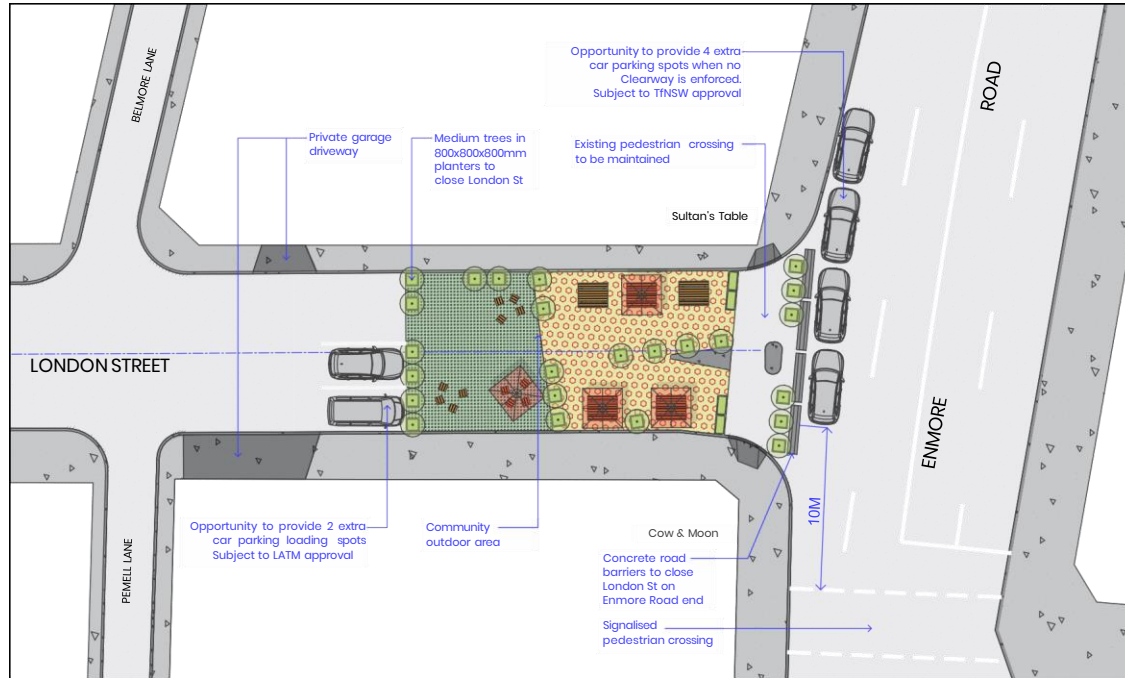 BELMORE LANE
Private garage
driveway
Medium trees in
800x800x800mm
planters to
close London St
Opportunity to provide 4 extra
car parking spots when no
Clearway is enforced.
Subject to TfNSW approval
Existing pedestrian crossing
to be maintained
Sultan's Table
ROAD
LONDON STREET
ENMORE
10M
Opportunity to provide 2 extra
car parking loading spots
Subject to LATM approval
Community
outdoor area
Cow & Moon
Concrete road
barriers to close
London St on
Enmore Road end
Signalised
pedestrian crossing
PEMELL LANE